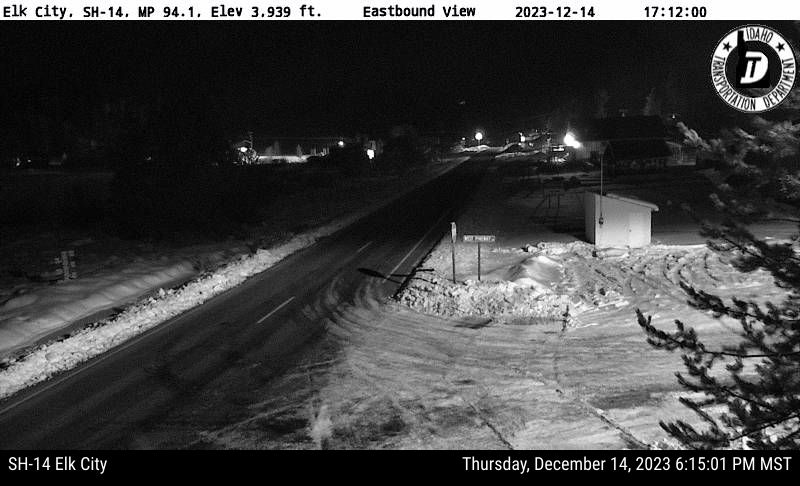 Elk City, SH-14, MP 94.1, Elev 3,939 ft. Eastbound View 2023-12-14 17:12:00
IDAHO
TRANSPORTATION DEPARTMENT
SH-14 Elk City Thursday, December 14, 2023 6:15:01 PM MST